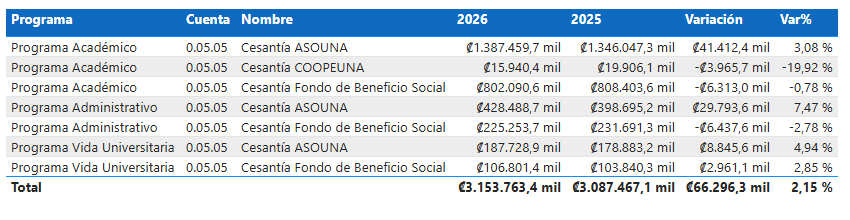 Programa Cuenta Nombre 2026 2025 Variación Var%
Programa Académico 0.05.05 Cesantía ASOUNA ₡1.387.459,7 mil ₡1.346.047,3 mil ₡41.412,4 mil 3,08 %
Programa Académico 0.05.05 Cesantía COOPEUNA ₡15.940,4 mil ₡19.906,1 mil -₡3.965,7 mil -19,92 %
Programa Académico 0.05.05 Cesantía Fondo de Beneficio Social ₡802.090,6 mil ₡808.403,6 mil -₡6.313,0 mil -0,78 %
Programa Administrativo 0.05.05 Cesantía ASOUNA ₡428.488,7 mil ₡398.695,2 mil ₡29.793,6 mil 7,47 %
Programa Administrativo 0.05.05 Cesantía Fondo de Beneficio Social ₡225.253,7 mil ₡231.691,3 mil -₡6.437,6 mil -2,78 %
Programa Vida Universitaria 0.05.05 Cesantía ASOUNA ₡187.728,9 mil ₡178.883,2 mil ₡8.845,6 mil 4,94 %
Programa Vida Universitaria 0.05.05 Cesantía Fondo de Beneficio Social ₡106.801,4 mil ₡103.840,3 mil ₡2.961,1 mil 2,85 %
Total ₡3.153.763,4 mil ₡3.087.467,1 mil ₡66.296,3 mil 2,15 %